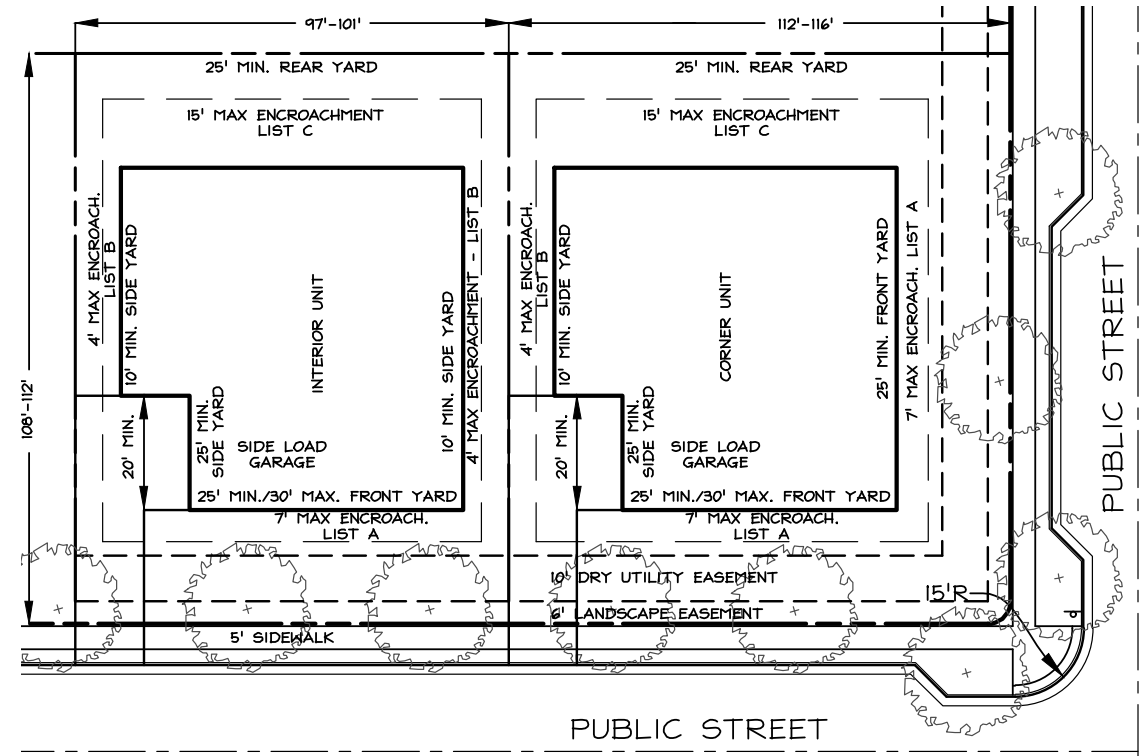 97'-101'
112'-116'
25' MIN. REAR YARD
25' MIN. REAR YARD
15' MAX ENCROACHMENT
LIST C
15' MAX ENCROACHMENT
LIST C
108'-112'
4' MAX ENCROACH.
LIST B
10' MIN. SIDE YARD
INTERIOR UNIT
10' MIN. SIDE YARD
4' MAX ENCROACHMENT - LIST B
4' MAX ENCROACH.
LIST B
10' MIN. SIDE YARD
CORNER UNIT
25' MIN. FRONT YARD
7' MAX ENCROACH. LIST A
PUBLIC STREET
20' MIN.
25' MIN.
SIDE YARD
SIDE LOAD
GARAGE
20' MIN.
25' MIN.
SIDE YARD
SIDE LOAD
GARAGE
25' MIN./30' MAX. FRONT YARD
25' MIN./30' MAX. FRONT YARD
7' MAX ENCROACH.
LIST A
7' MAX ENCROACH.
LIST A
10' DRY UTILITY EASEMENT
15'R
6' LANDSCAPE EASEMENT
5' SIDEWALK
PUBLIC STREET